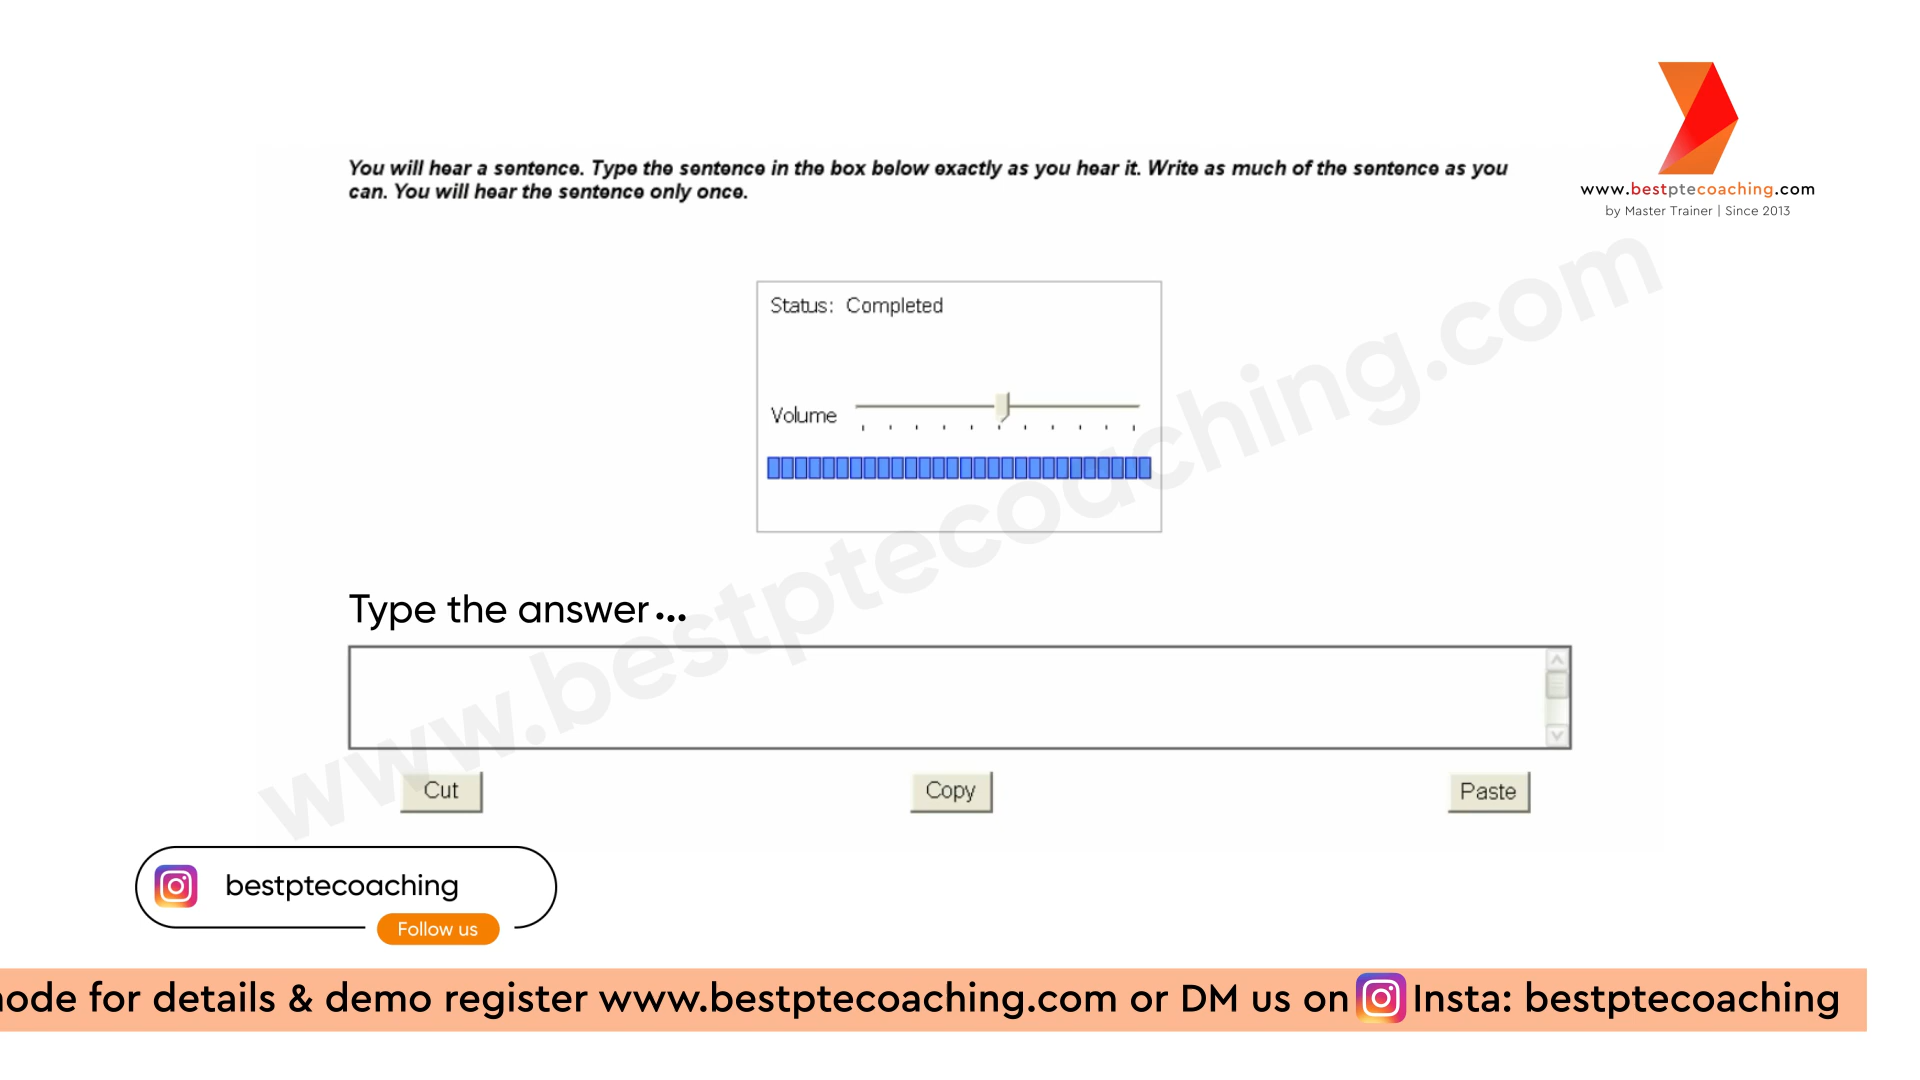 You will hear a sentence. Type the sentence in the box below exactly as you hear it. Write as much of the sentence as you
can. You will hear the sentence only once.
www.bestptecoaching.com
by Master Trainer | Since 2013
Status: Completed
Volume
www.bestptecoaching.com
Type the answer...
Cut
Copy
Paste
bestptecoaching
Follow us
for details & demo register www.bestptecoaching.com or DM us on Insta: bestptecoaching